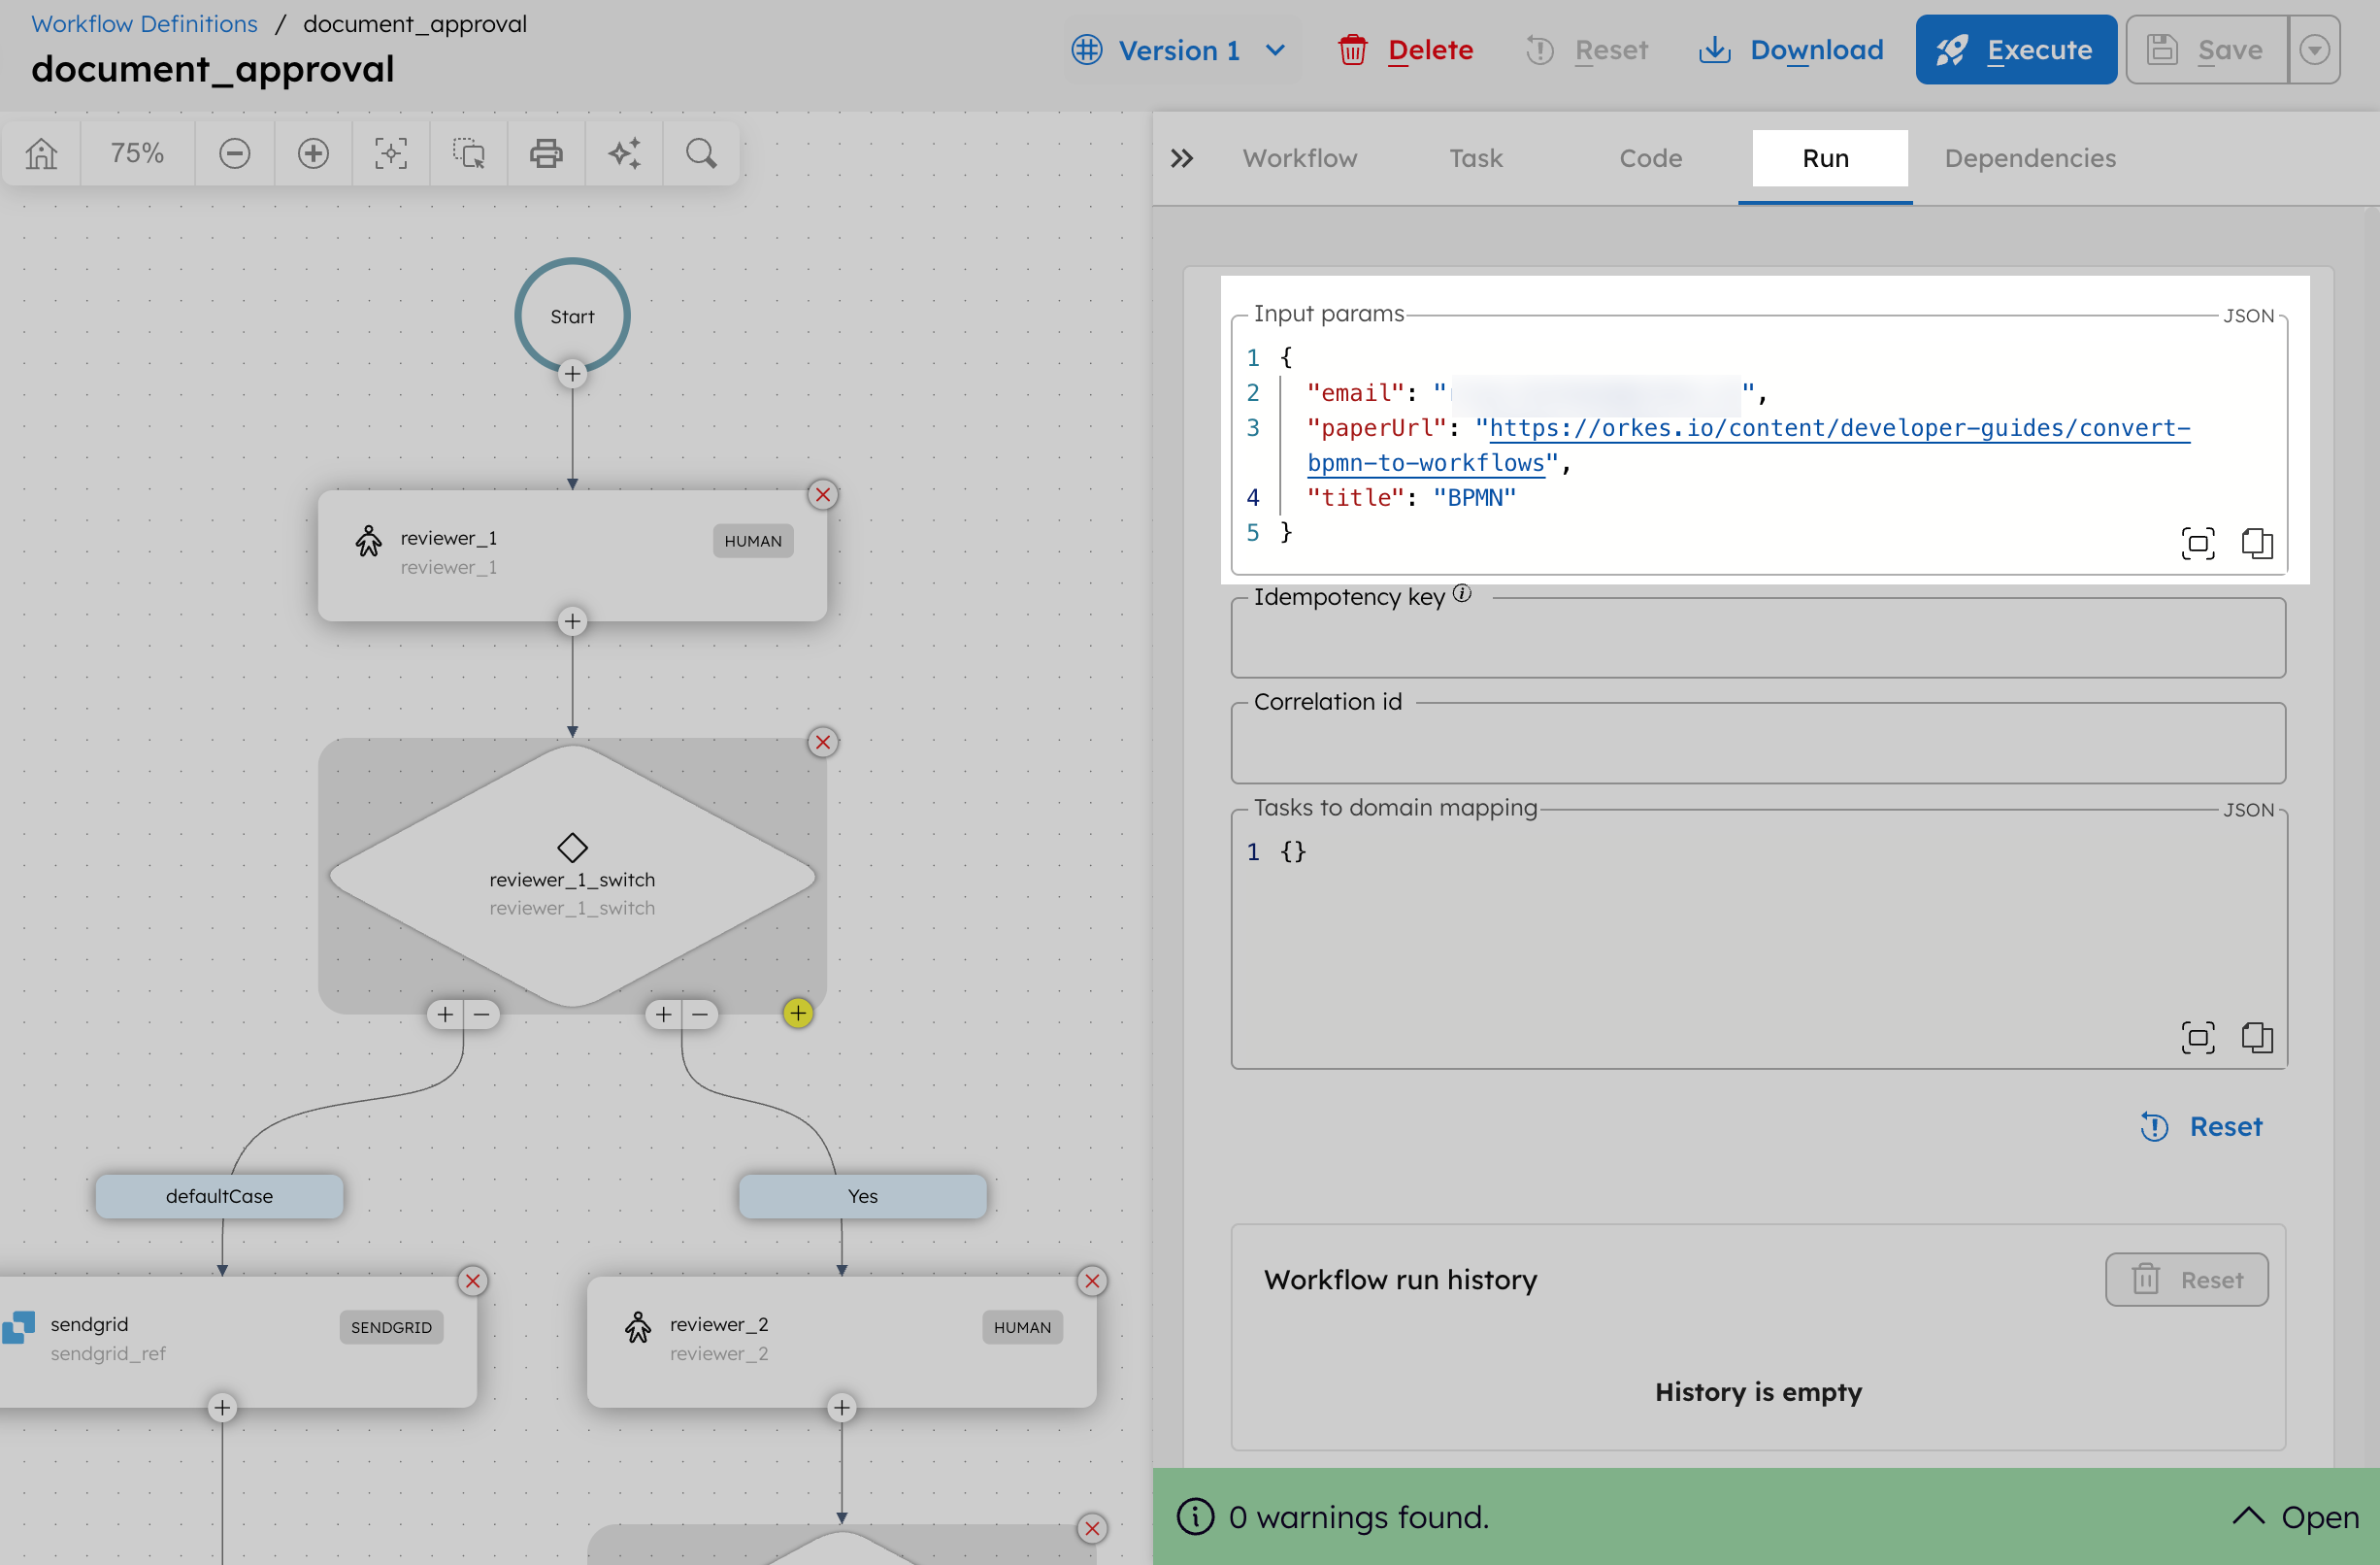 Workflow Definitions / document_approval
document_approval
Version 1
Delete
Reset
Download
Execute
Save
75%
Workflow
Task
Code
Run
Dependencies
Start
reviewer_1
reviewer_1
HUMAN
reviewer_1_switch
reviewer_1_switch
defaultCase
Yes
sendgrid
sendgrid_ref
SENDGRID
reviewer_2
reviewer_2
HUMAN
Input params
JSON
1 {
2 "email": "",
3 "paperUrl": "https://orkes.io/content/developer-guides/convert-
bpmn-to-workflows",
4 "title": "BPMN"
5 }
Idempotency key
Correlation id
Tasks to domain mapping
JSON
1 {}
Reset
Workflow run history
Reset
History is empty
0 warnings found.
Open